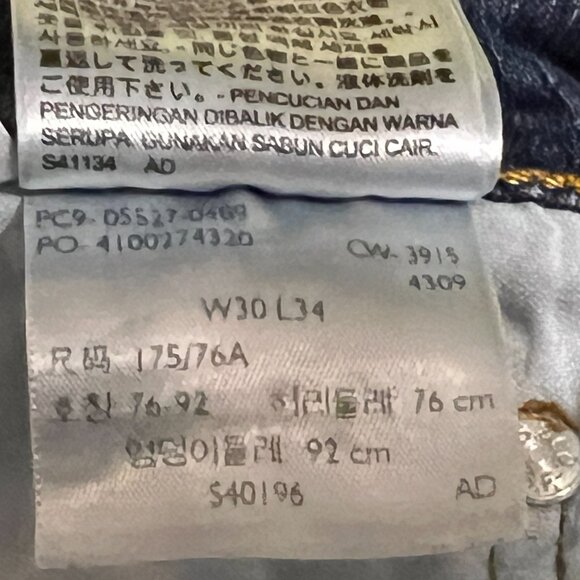 사용하세요. 同じ色物と一緒に
返して洗ってください。液体洗剤を
ご使用下さい。- PENCUCIAN DAN
PENGERINGAN DIBALIK DENGAN WARNA
SERUPA GUNAKAN SABUN CUCI CAIR.
S41134 AD
PC9- 05527-0469
PO- 4100274320
CW- 3915
4309
W30 L34
尺码 175/76A
호칭 76-92 허리둘레 76 cm
엉덩이둘레 92 cm
S40196 AD